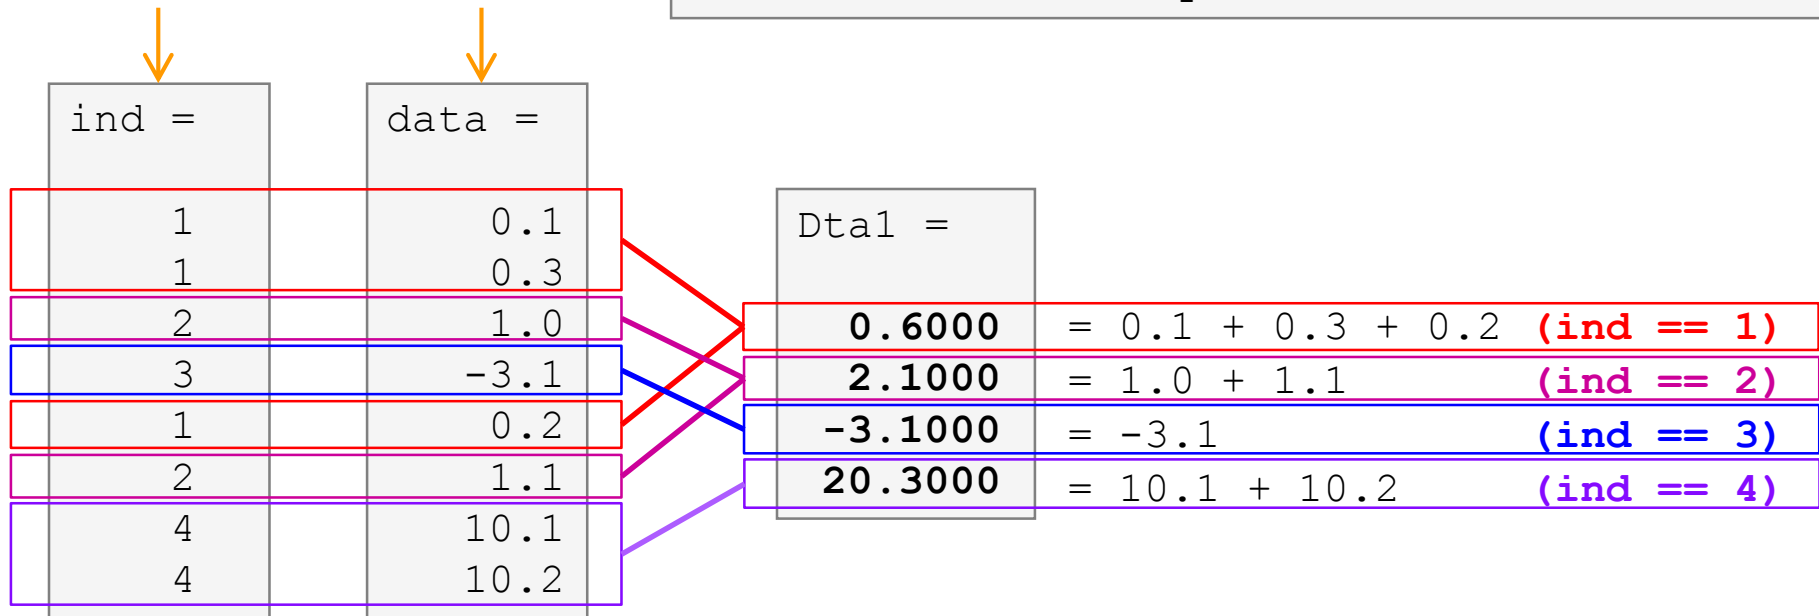 ind =
data =
1 0.1
1 0.3
2 1.0
3 -3.1
1 0.2
2 1.1
4 10.1
4 10.2
Dta1 =
0.6000 = 0.1 + 0.3 + 0.2 (ind == 1)
2.1000 = 1.0 + 1.1 (ind == 2)
-3.1000 = -3.1 (ind == 3)
20.3000 = 10.1 + 10.2 (ind == 4)